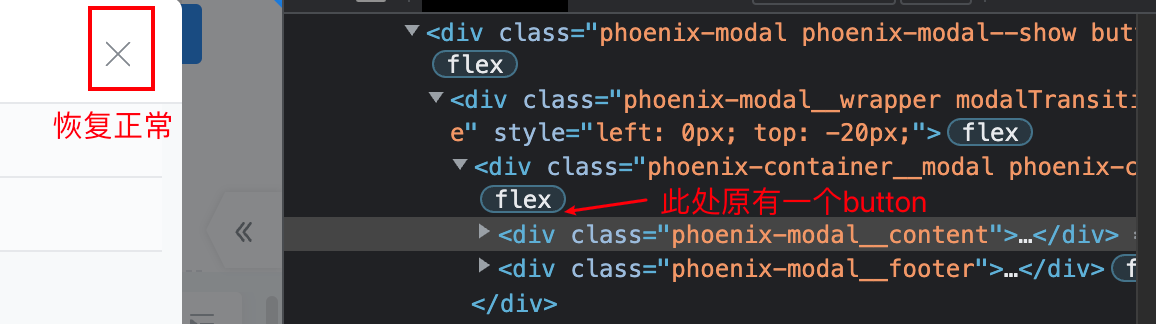 恢复正常
«
<div class="phoenix-modal phoenix-modal--show but
flex
<div class="phoenix-modal__wrapper modalTransiti
e" style="left: 0px; top: -20px;"> flex
<div class="phoenix-container__modal phoenix-c
flex 此处原有一个button
<div class="phoenix-modal__content">…</div>
<div class="phoenix-modal__footer">…</div> f
</div>